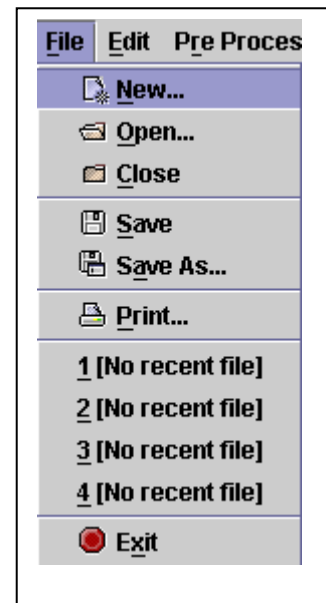 File Edit Pre Proces
New...
Open...
Close
Save
Save As...
Print...
1 [No recent file]
2 [No recent file]
3 [No recent file]
4 [No recent file]
Exit